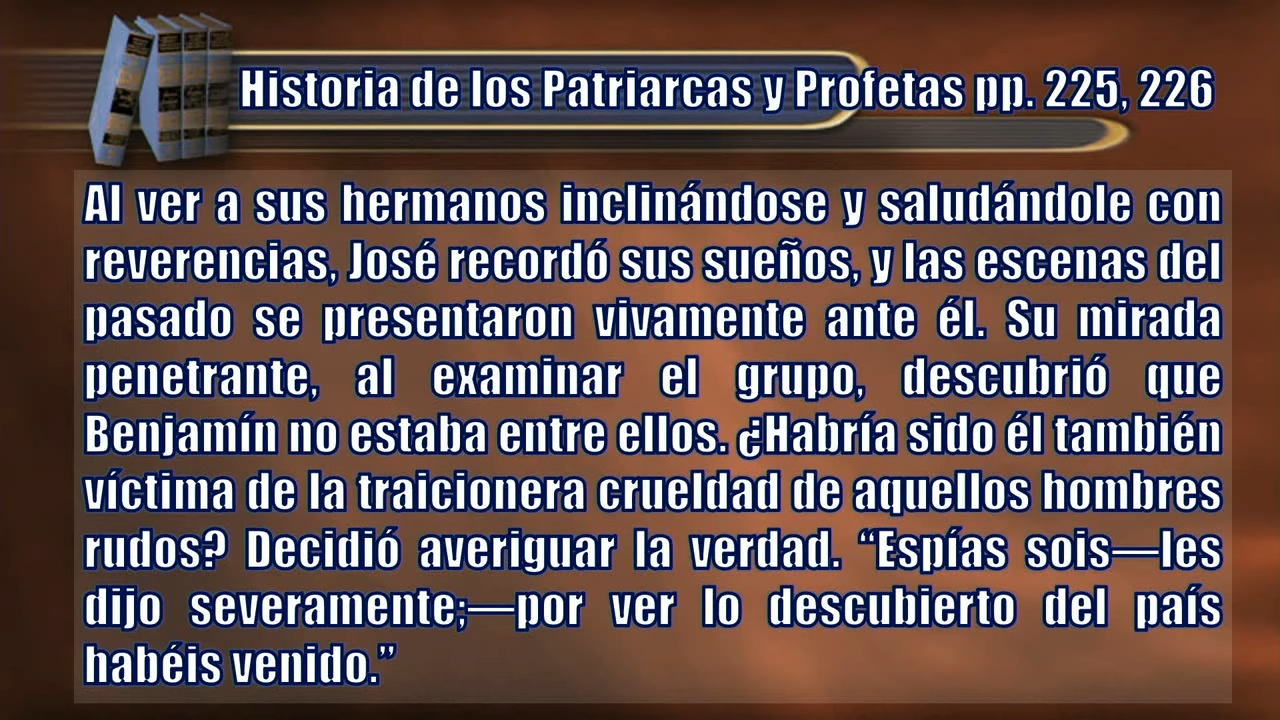 Historia de los Patriarcas y Profetas pp. 225, 226
Al ver a sus hermanos inclinándose y saludándole con
reverencias, José recordó sus sueños, y las escenas del
pasado se presentaron vivamente ante él. Su mirada
penetrante, al examinar el grupo, descubrió que
Benjamín no estaba entre ellos. ¿Habría sido él también
víctima de la traicionera crueldad de aquellos hombres
rudos? Decidió averiguar la verdad. “Espías sois—les
dijo severamente;—por ver lo descubierto del país
habéis venido.”